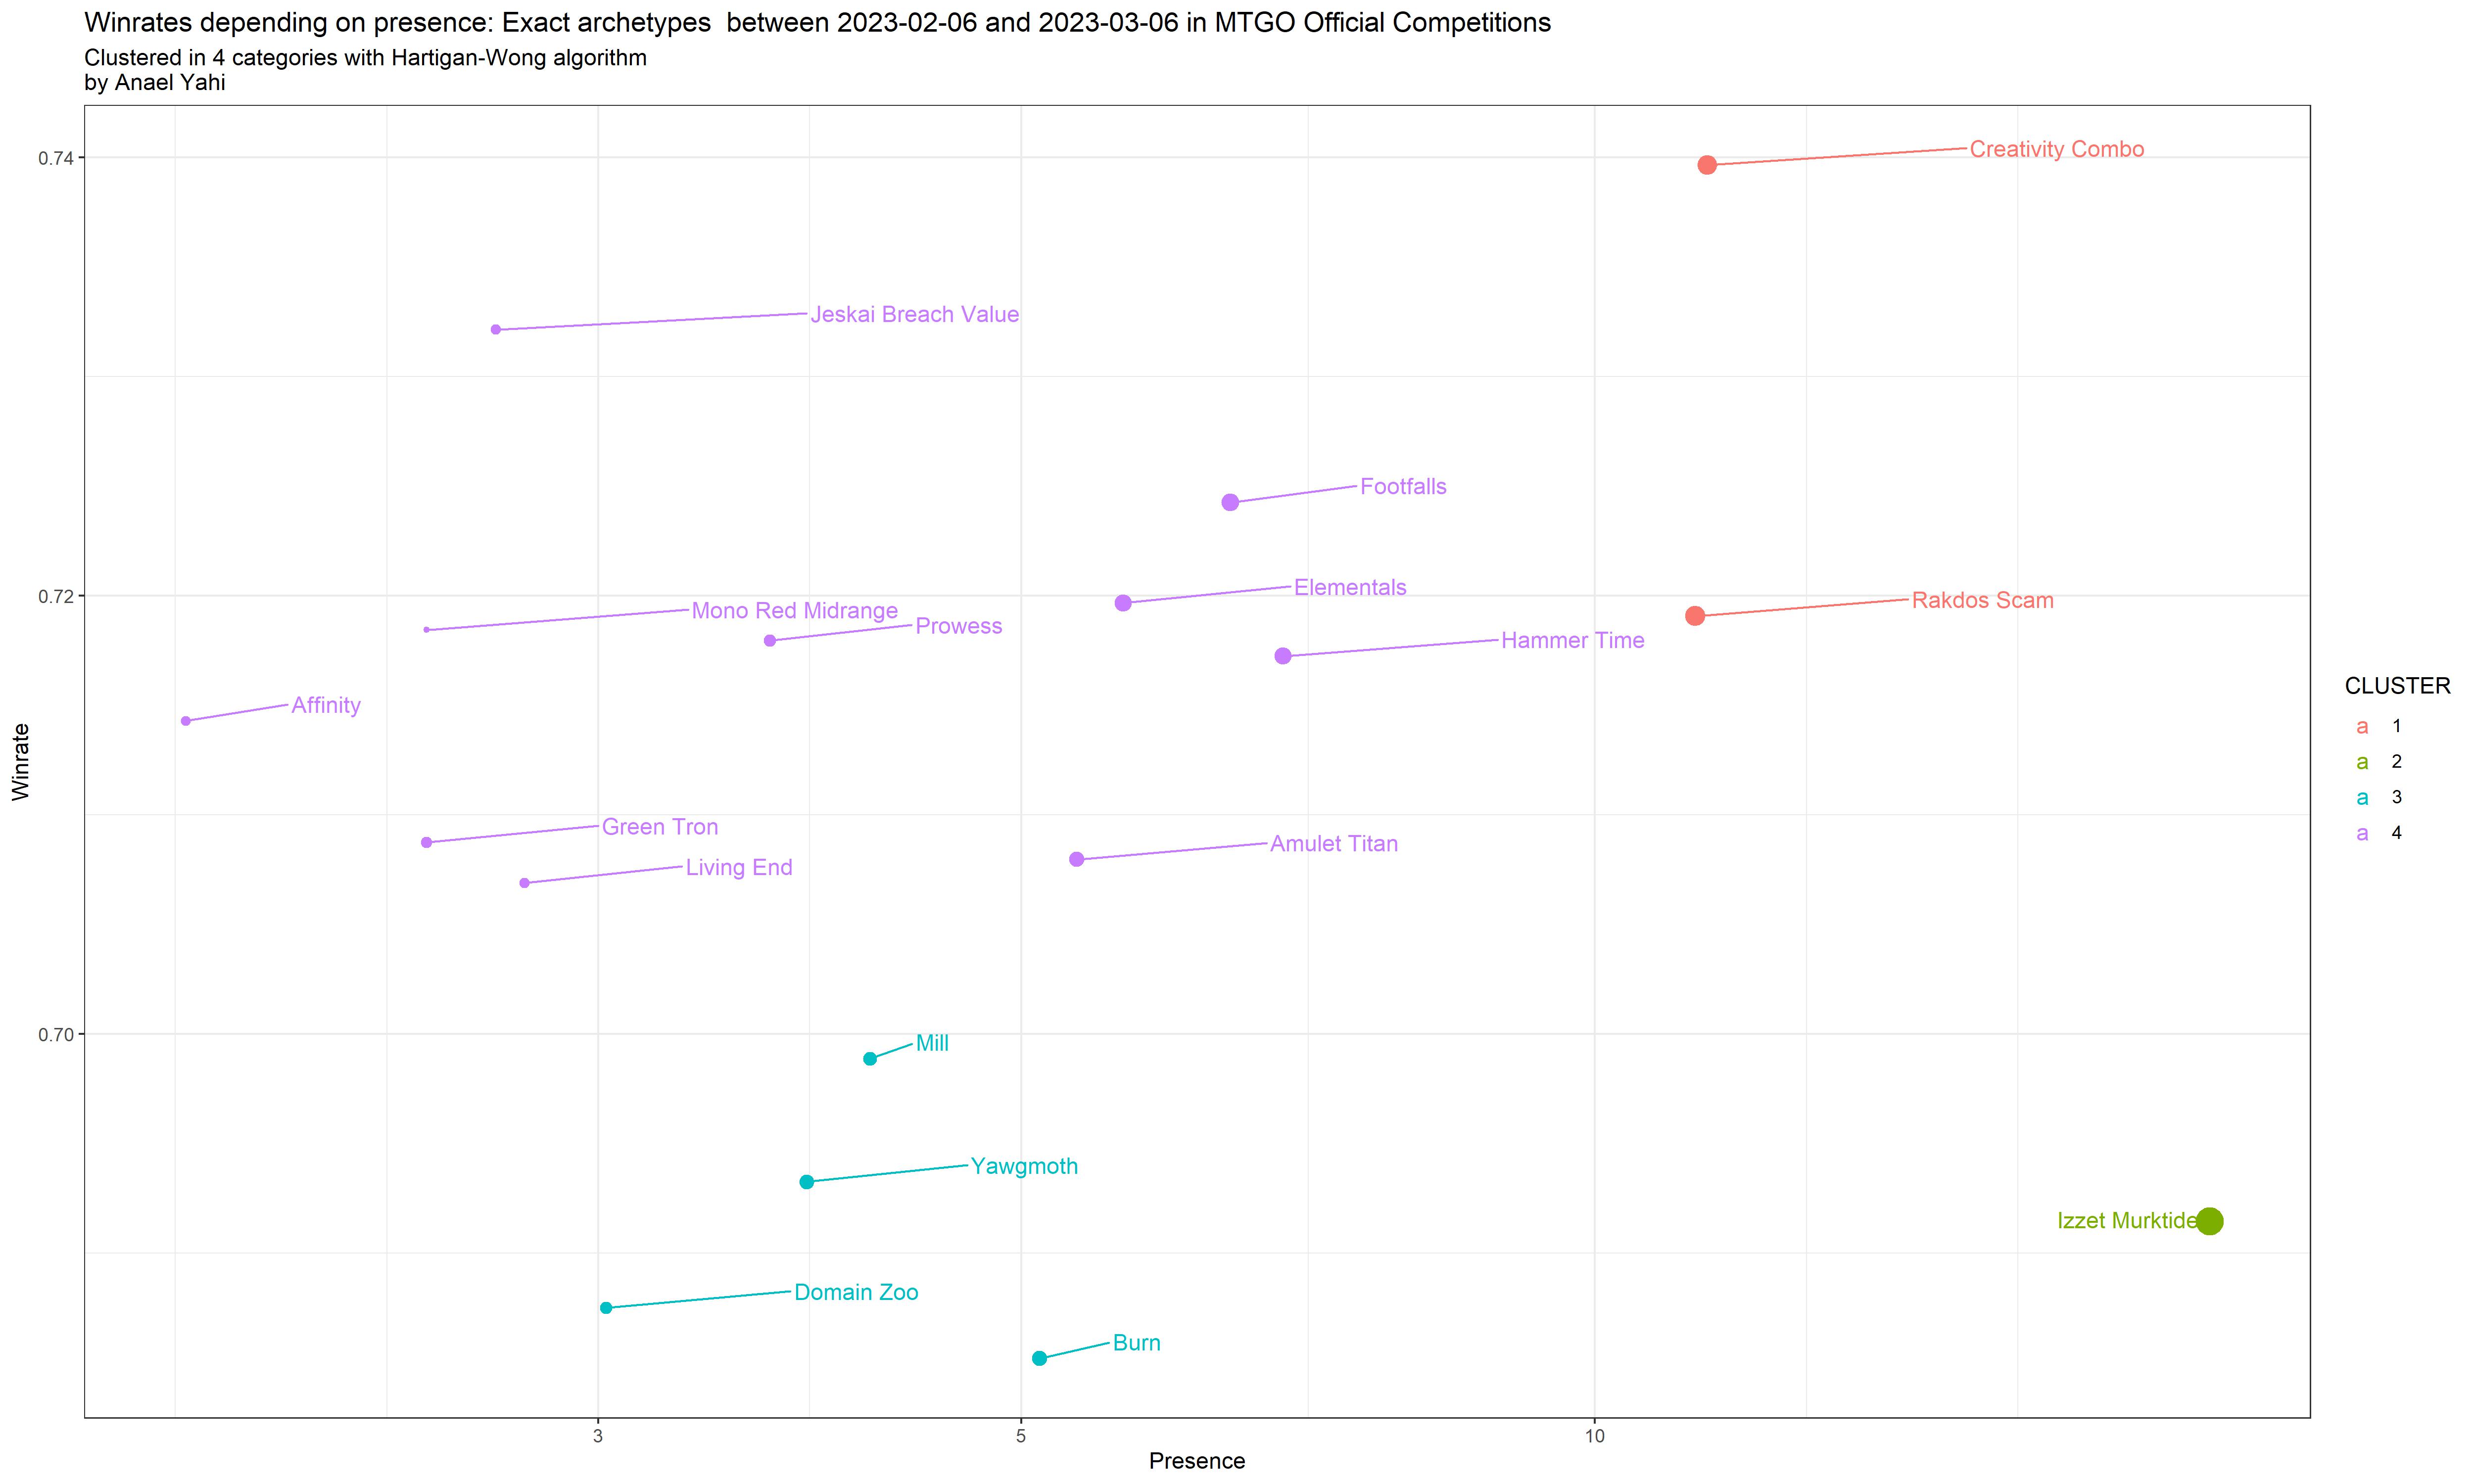 Winrates depending on presence: Exact archetypes  between 2023-02-06 and 2023-03-06 in MTGO Official Competitions
Clustered in 4 categories with Hartigan-Wong algorithm
by Anael Yahi
0.74
0.72
0.70
Winrate
Creativity Combo
Jeskai Breach Value
Footfalls
Elementals
Rakdos Scam
Mono Red Midrange
Prowess
Hammer Time
Affinity
Green Tron
Amulet Titan
Living End
Mill
Yawgmoth
Izzet Murktide
Domain Zoo
Burn
3
5
10
Presence
CLUSTER
a 1
a 2
a 3
a 4